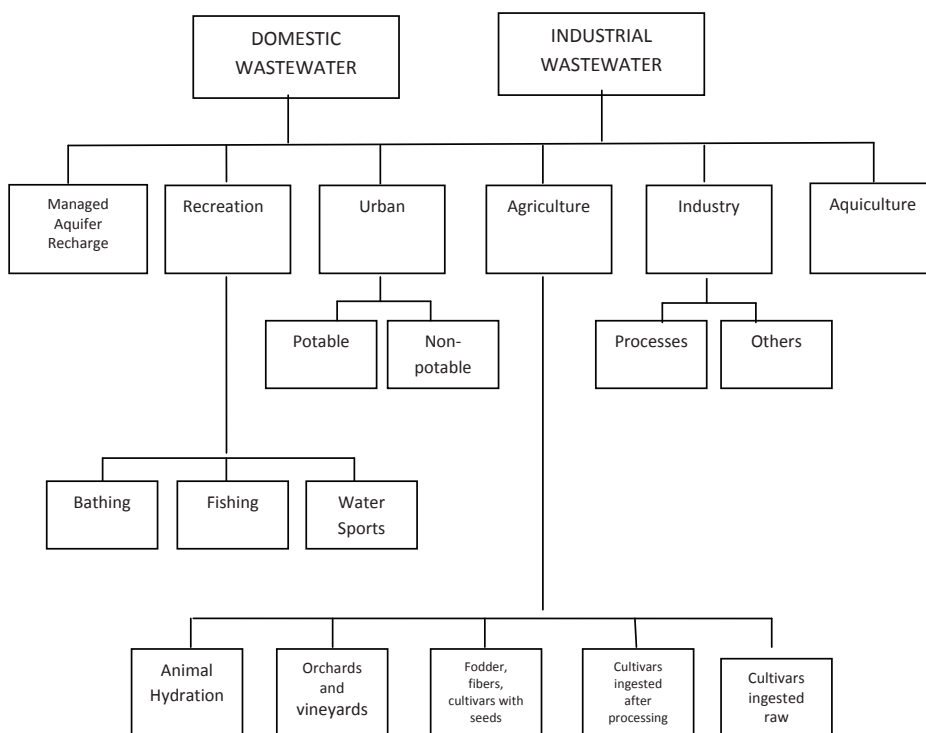 DOMESTIC
WASTEWATER
INDUSTRIAL
WASTEWATER
Managed
Aquifer
Recharge
Recreation
Urban
Agriculture
Industry
Aquiculture
Potable
Non-
potable
Processes
Others
Bathing
Fishing
Water
Sports
Animal
Hydration
Orchards
and
vineyards
Fodder,
fibers,
cultivars with
seeds
Cultivars
ingested
after
processing
Cultivars
ingested
raw